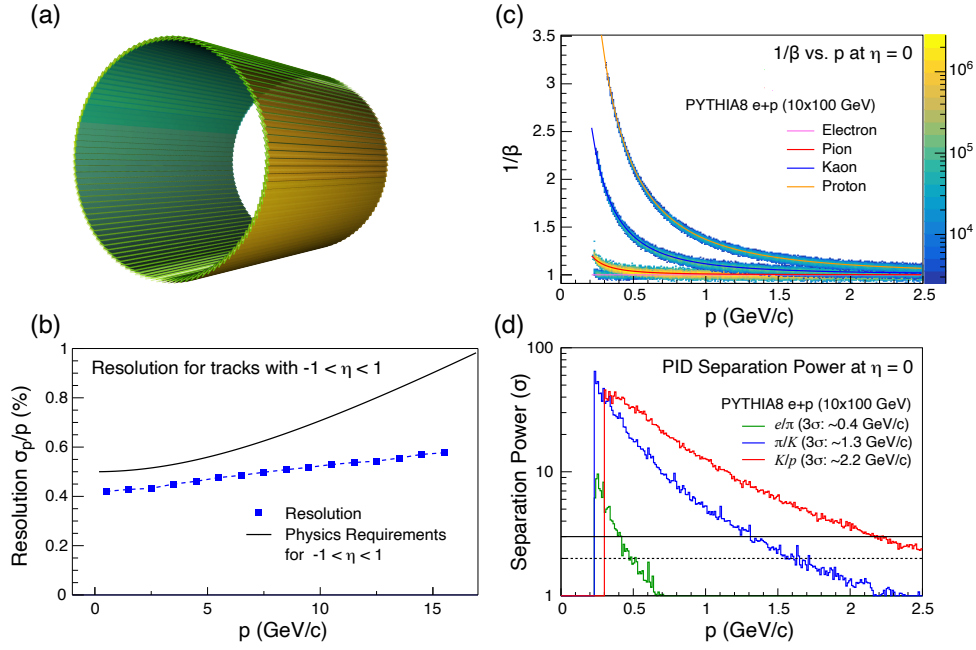 (a)
(b)
Resolution for tracks with -1 < η < 1
Resolution σp/p (%)
1
0.8
0.6
0.4
0.2
0
Resolution
Physics Requirements
for -1 < η < 1
0 5 10 15
p (GeV/c)
(c)
1/β vs. p at η = 0
PYTHIA8 e+p (10x100 GeV)
Electron
Pion
Kaon
Proton
1/β
3.5
3
2.5
2
1.5
1
0 0.5 1 1.5 2 2.5
p (GeV/c)
10^6
10^5
10^4
(d)
PID Separation Power at η = 0
PYTHIA8 e+p (10x100 GeV)
e/π (3σ: ~0.4 GeV/c)
π/K (3σ: ~1.3 GeV/c)
K/p (3σ: ~2.2 GeV/c)
Separation Power (σ)
100
10
1
0 0.5 1 1.5 2 2.5
p (GeV/c)